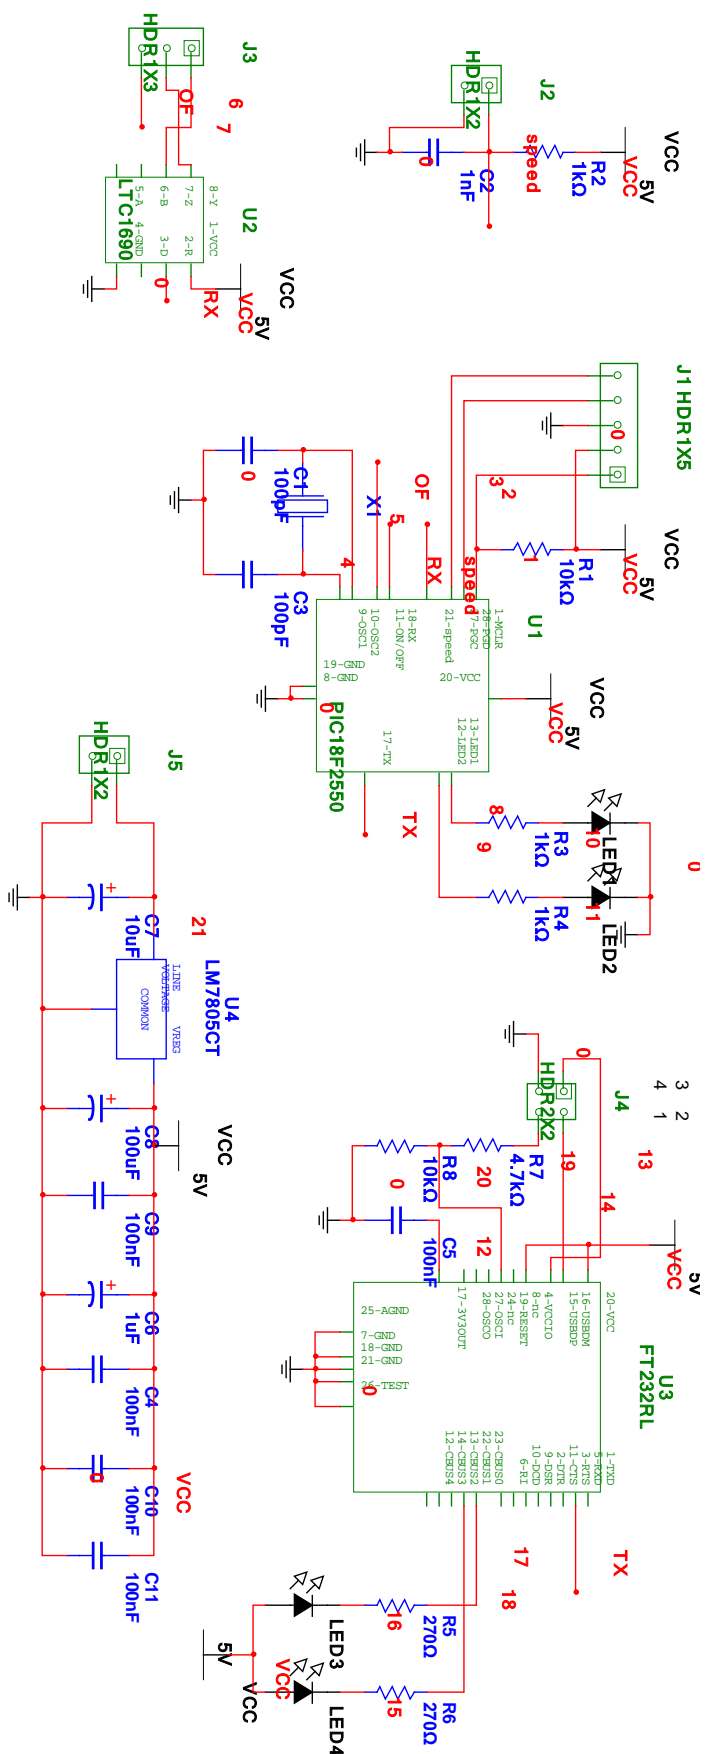 J3
HDR1X3
OF
6
7
U2
LTC1690
8-Y
7-Z
6-B
5-A
1-VCC
2-R
3-D
4-GND
0
RX
VCC
VCC
5V
J2
HDR1X2
speed
R2
1kΩ
C2
1nF
0
VCC
VCC
5V
J1
HDR1X5
0
3
2
R1
10kΩ
1
VCC
VCC
5V
C1
100pF
0
X1
C3
100pF
4
5
OF
RX
speed
U1
PIC18F2550
1-MCLR
28-PGD
27-PGC
21-speed
18-RX
11-ON/OFF
10-OSC2
9-OSC1
19-GND
8-GND
20-VCC
13-LED1
12-LED2
17-TX
0
VCC
VCC
5V
TX
8
9
R3
1kΩ
R4
1kΩ
10
11
LED1
LED2
0
J5
HDR1X2
C7
10uF
21
U4
LM7805CT
LINE
VOLTAGE
VREG
COMMON
VCC
5V
C8
100uF
C9
100nF
C6
1uF
C4
100nF
C10
100nF
0
VCC
C11
100nF
J4
HDR2X2
0
3 2
4 1
13
14
19
R7
4.7kΩ
20
R8
10kΩ
0
C5
100nF
12
VCC
5V
U3
FT232RL
20-VCC
16-USBDM
15-USBDP
4-VCCIO
8-nc
19-RESET
24-nc
27-OSCI
28-OSCO
17-3V3OUT
25-AGND
7-GND
18-GND
21-GND
26-TEST
0
1-TXD
5-RXD
3-RTS
11-CTS
2-DTR
9-DSR
10-DCD
6-RI
23-CBUS0
22-CBUS1
13-CBUS2
14-CBUS3
12-CBUS4
TX
17
18
R5
270Ω
16
LED3
R6
270Ω
15
LED4
5V
VCC
VCC